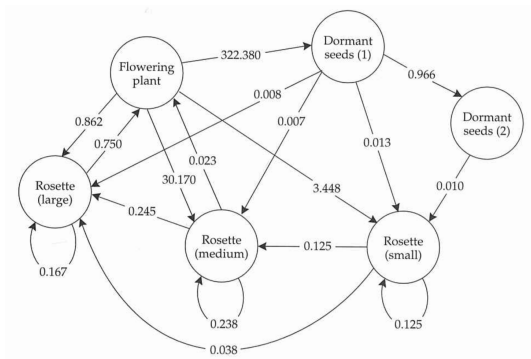 Dormant
seeds (1)
322.380
Flowering
plant
0.966
0.008
Dormant
seeds (2)
0.862
0.007
0.750
0.013
0.023
30.170
3.448
0.010
Rosette
(large)
0.245
Rosette
(medium)
0.125
Rosette
(small)
0.167
0.238
0.125
0.038